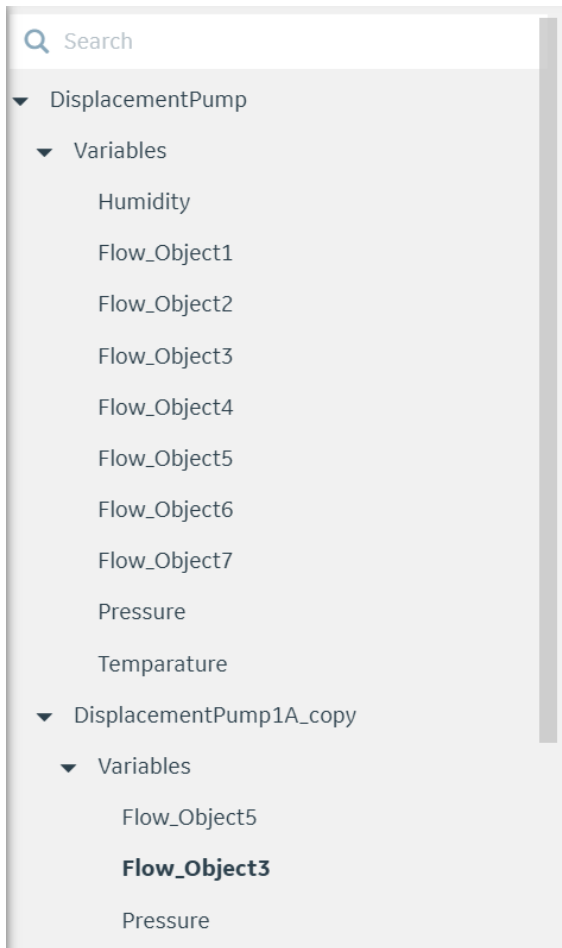 Search
DisplacementPump
Variables
Humidity
Flow_Object1
Flow_Object2
Flow_Object3
Flow_Object4
Flow_Object5
Flow_Object6
Flow_Object7
Pressure
Temparature
DisplacementPump1A_copy
Variables
Flow_Object5
Flow_Object3
Pressure